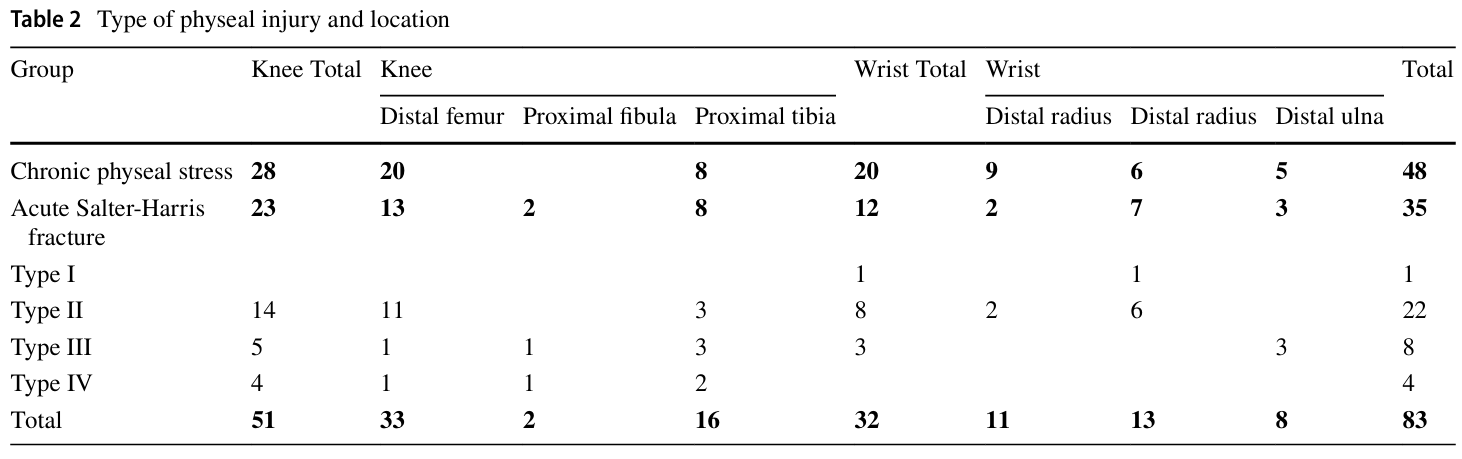 Table 2 Type of physeal injury and location
Group Knee Total Knee Wrist Total Wrist Total
Distal femur Proximal fibula Proximal tibia Distal radius Distal radius Distal ulna
Chronic physeal stress 28 20 8 20 9 6 5 48
Acute Salter-Harris 23 13 2 8 12 2 7 3 35
fracture
Type I 1 1 1
Type II 14 11 3 8 2 6 22
Type III 5 1 1 3 3 3 8
Type IV 4 1 1 2 4
Total 51 33 2 16 32 11 13 8 83